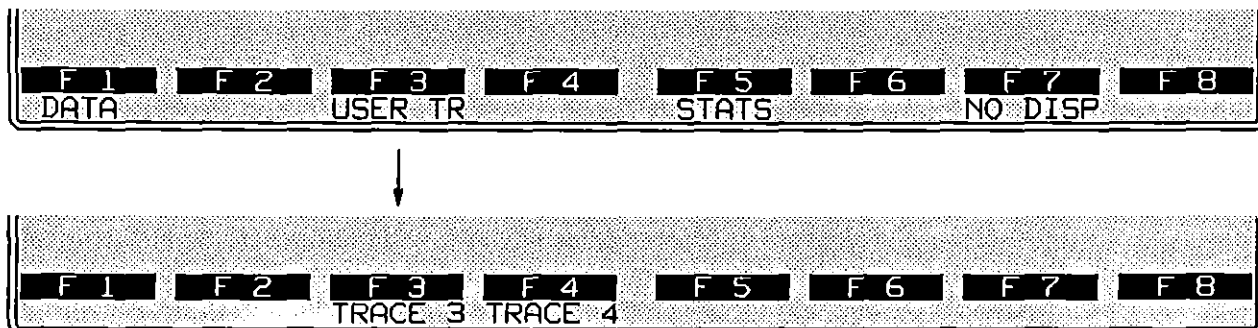 F 1 F 2 F 3 F 4 F 5 F 6 F 7 F 8
DATA USER TR STATS NO DISP
F 1 F 2 F 3 F 4 F 5 F 6 F 7 F 8
TRACE 3 TRACE 4